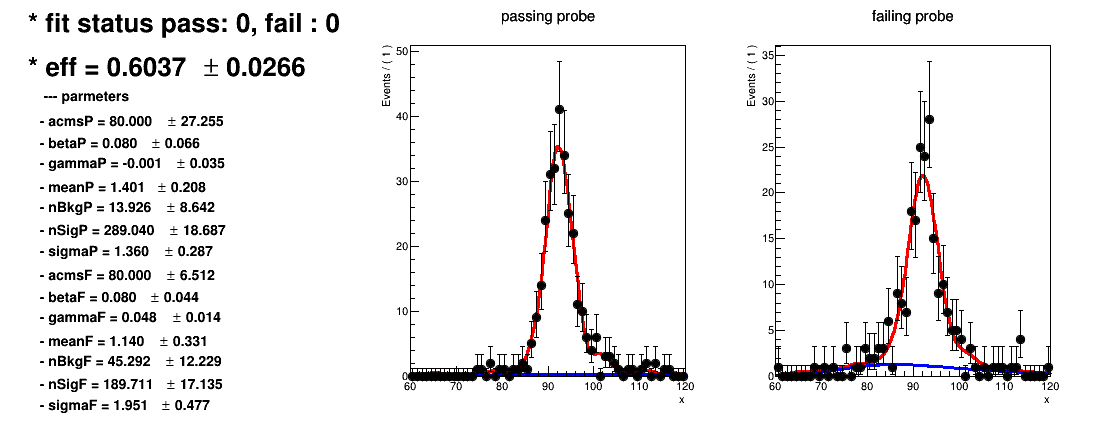 * fit status pass: 0, fail : 0
* eff = 0.6037 ± 0.0266
--- parmeters
- acmsP = 80.000 ± 27.255
- betaP = 0.080 ± 0.066
- gammaP = -0.001 ± 0.035
- meanP = 1.401 ± 0.208
- nBkgP = 13.926 ± 8.642
- nSigP = 289.040 ± 18.687
- sigmaP = 1.360 ± 0.287
- acmsF = 80.000 ± 6.512
- betaF = 0.080 ± 0.044
- gammaF = 0.048 ± 0.014
- meanF = 1.140 ± 0.331
- nBkgF = 45.292 ± 12.229
- nSigF = 189.711 ± 17.135
- sigmaF = 1.951 ± 0.477
passing probe
Events / ( 1 )
50
40
30
20
10
0
60 70 80 90 100 110 120
x
failing probe
Events / ( 1 )
35
30
25
20
15
10
5
0
60 70 80 90 100 110 120
x